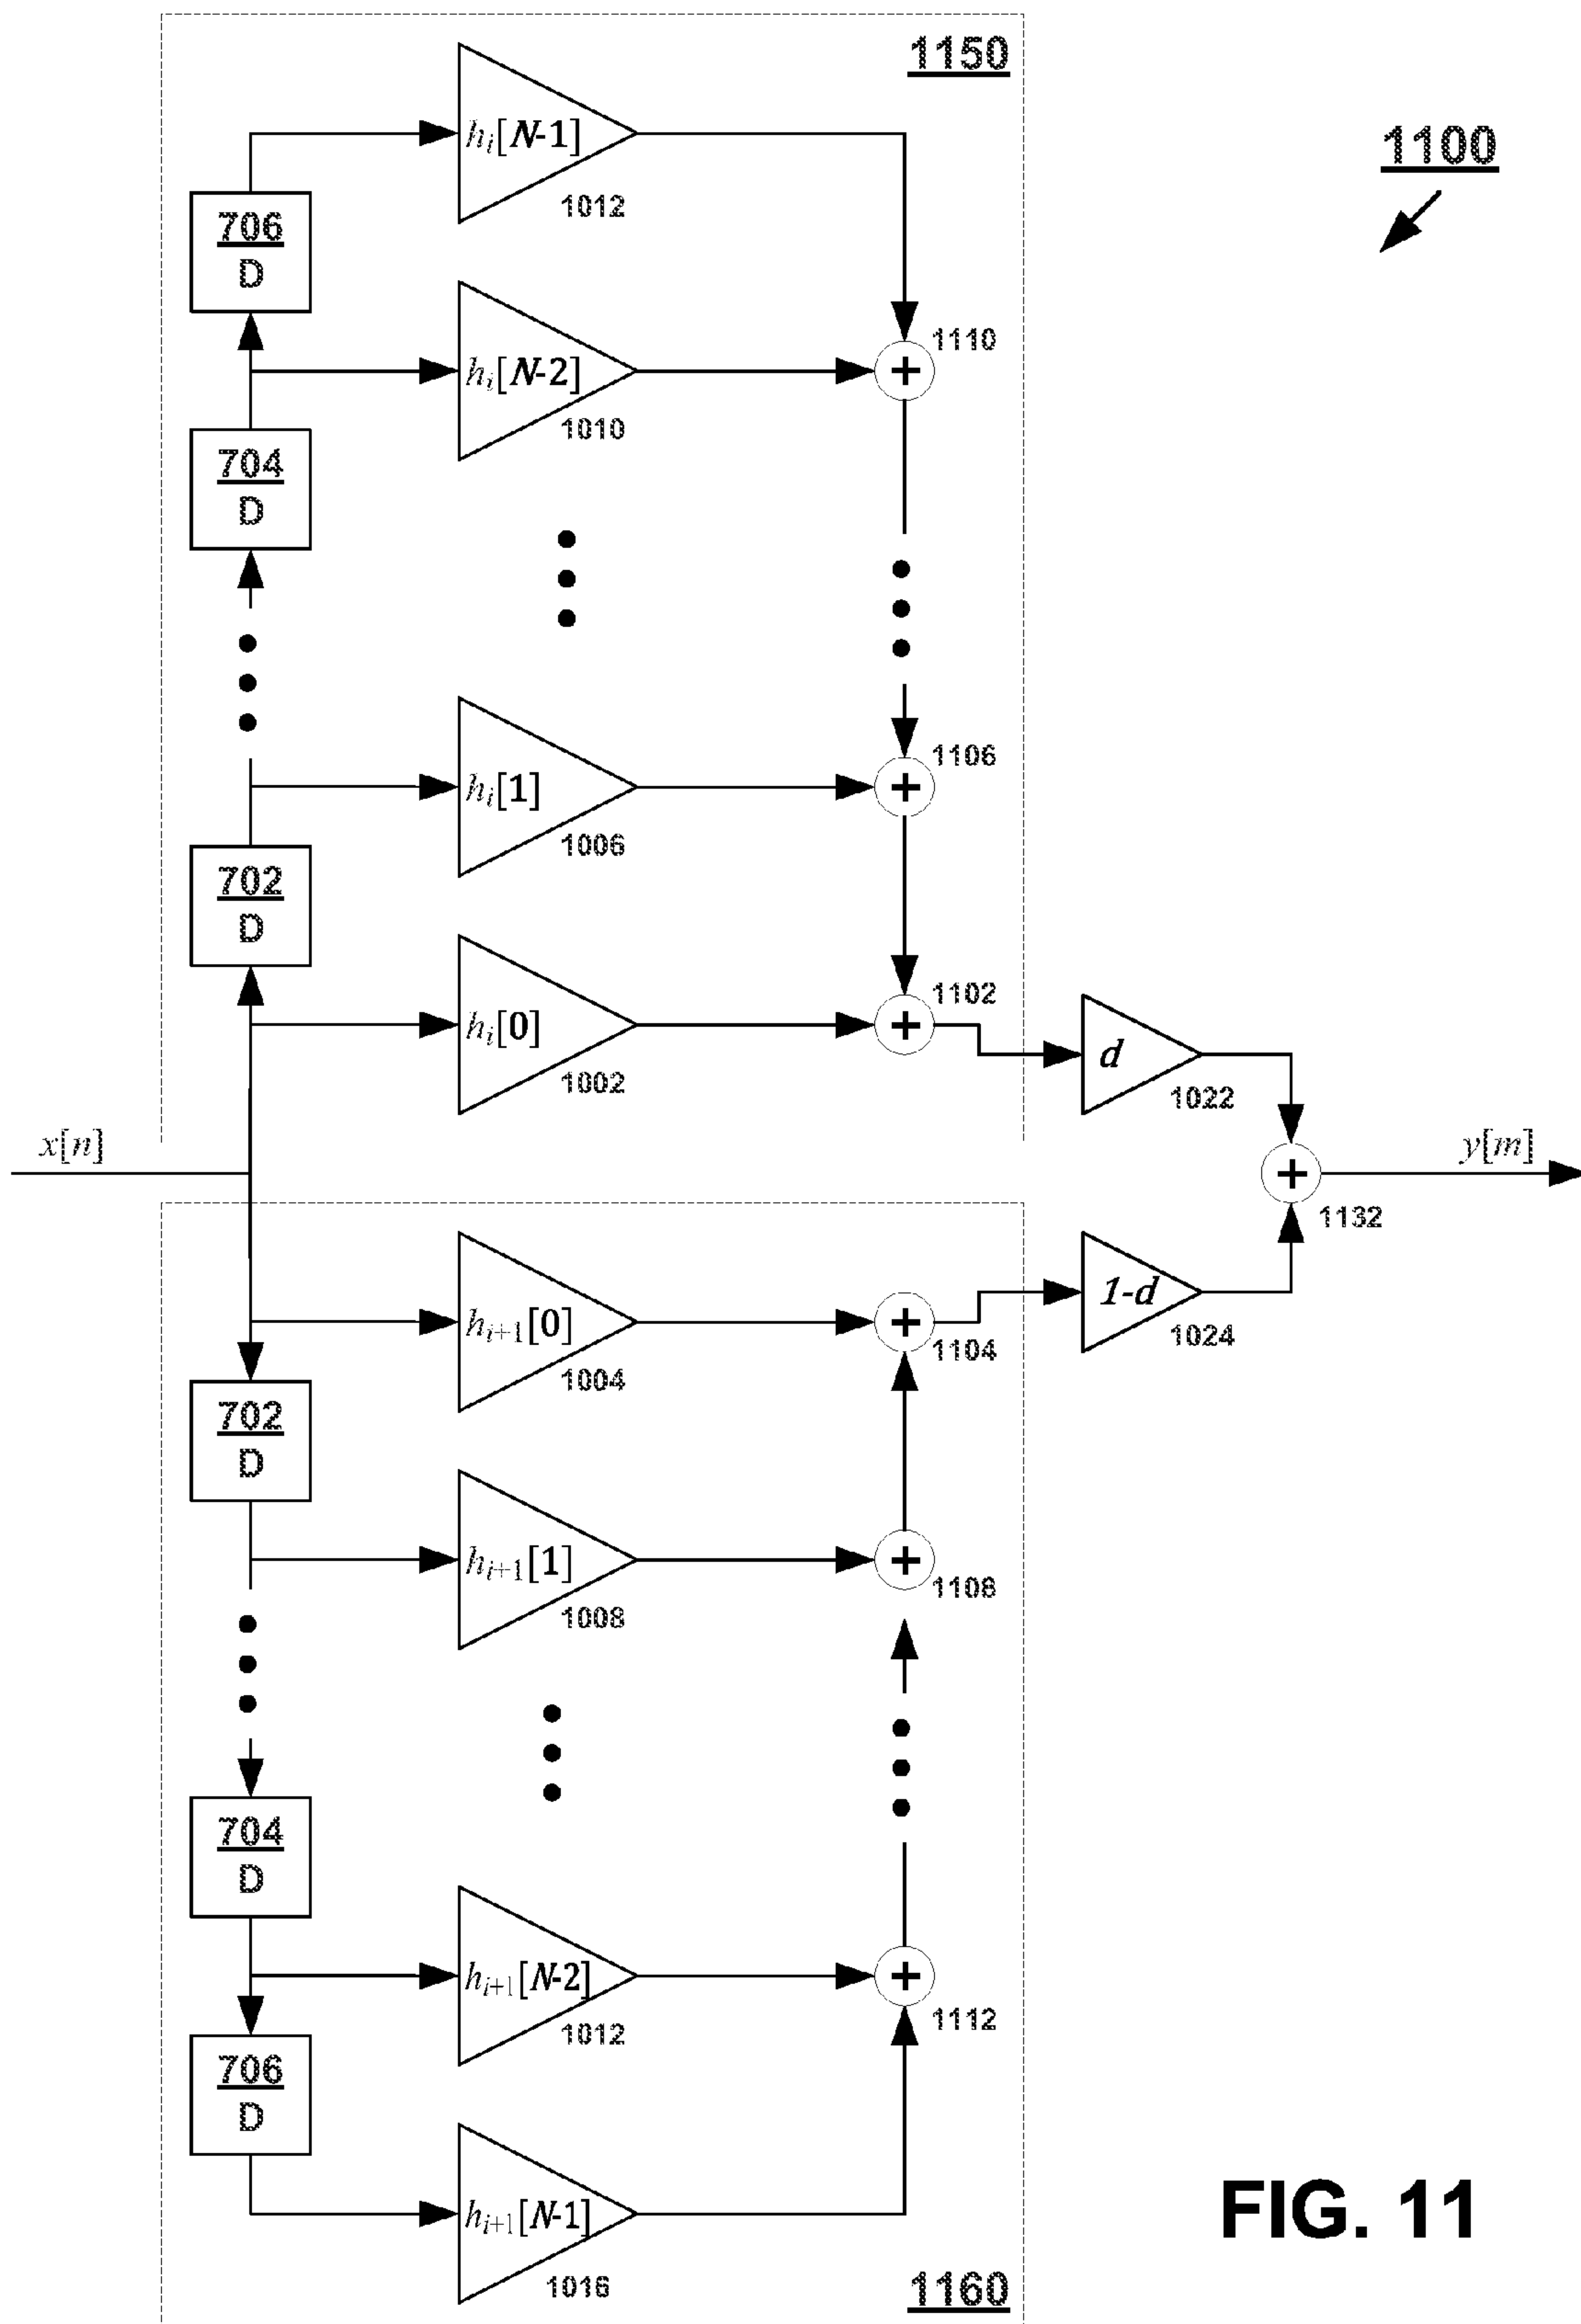 1150
1100
h_i[N-1]
1012
706
D
1110
h_i[N-2]
1010
704
D
1106
h_i[1]
1006
702
D
1102
h_i[0]
1002
d
1022
x[n]
y[m]
1132
h_{i+1}[0]
1004
1104
1-d
1024
702
D
h_{i+1}[1]
1008
1108
704
D
h_{i+1}[N-2]
1012
1112
706
D
h_{i+1}[N-1]
1016
1160
FIG. 11